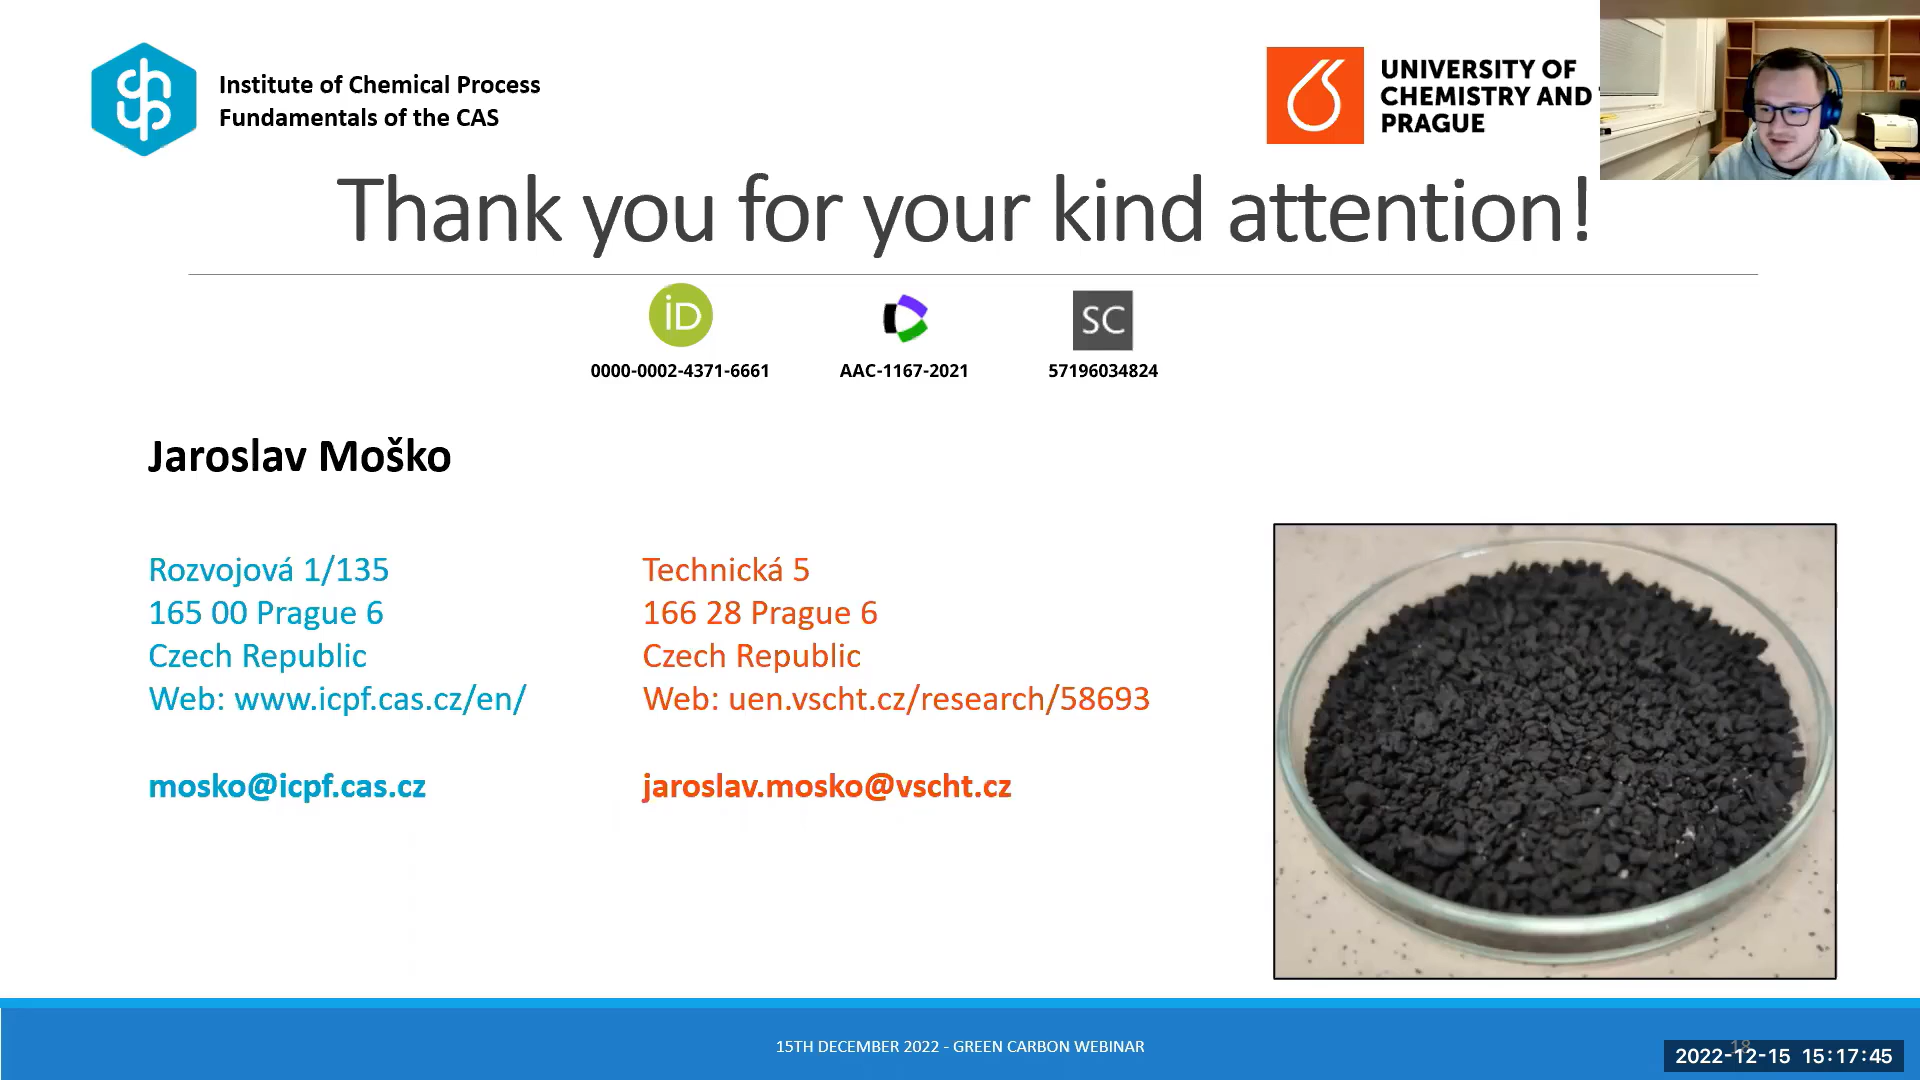 Institute of Chemical Process
Fundamentals of the CAS
UNIVERSITY OF
CHEMISTRY AND
PRAGUE
Thank you for your kind attention!
iD
SC
0000-0002-4371-6661
AAC-1167-2021
57196034824
Jaroslav Moško
Rozvojová 1/135
165 00 Prague 6
Czech Republic
Web: www.icpf.cas.cz/en/
mosko@icpf.cas.cz
Technická 5
166 28 Prague 6
Czech Republic
Web: uen.vscht.cz/research/58693
jaroslav.mosko@vscht.cz
15TH DECEMBER 2022 - GREEN CARBON WEBINAR
18
2022-12-15 15:17:45